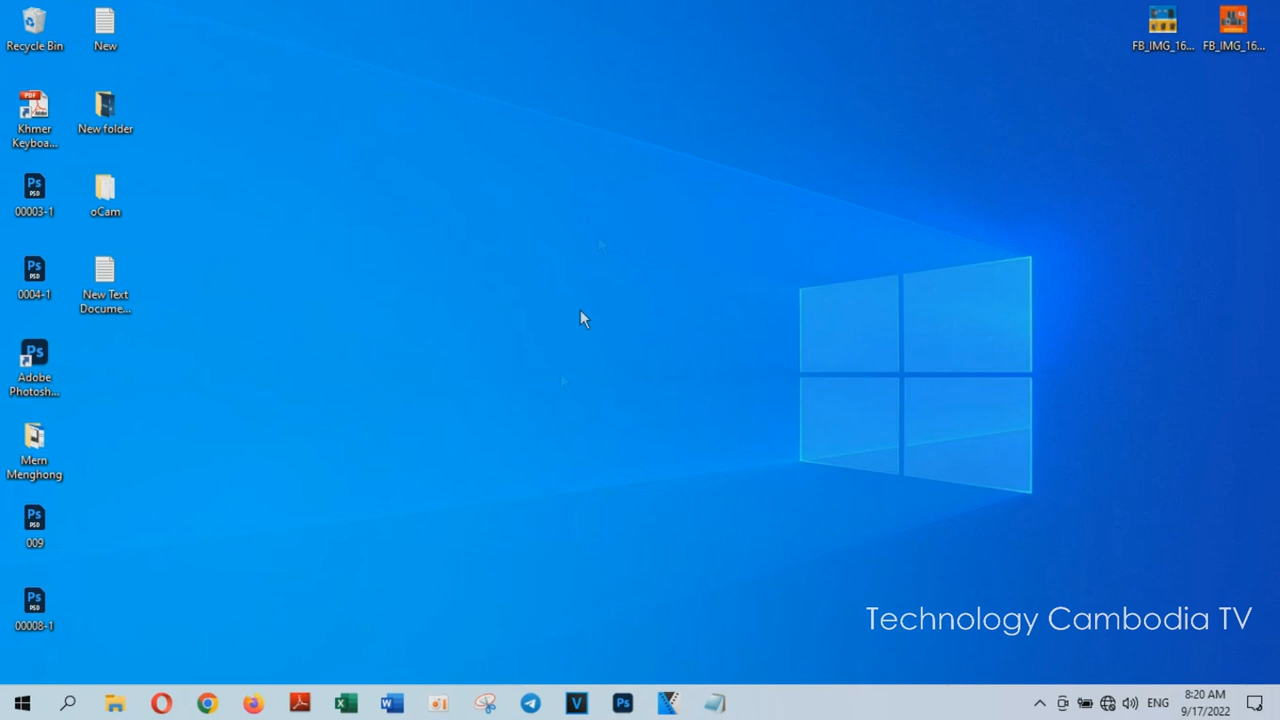 Recycle Bin
New
FB_IMG_16...
FB_IMG_16...
Khmer
Keyboa...
New folder
00003-1
oCam
0004-1
New Text
Docume...
Adobe
Photosh...
Mern
Menghong
009
00008-1
Technology Cambodia TV
ENG
8:20 AM
9/17/2022